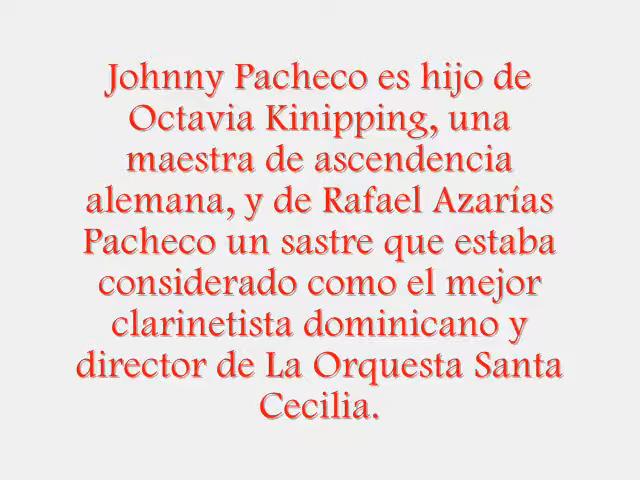 Johnny Pacheco es hijo de
Octavia Kinipping, una
maestra de ascendencia
alemana, y de Rafael Azarías
Pacheco un sastre que estaba
considerado como el mejor
clarinetista dominicano y
director de La Orquesta Santa
Cecilia.